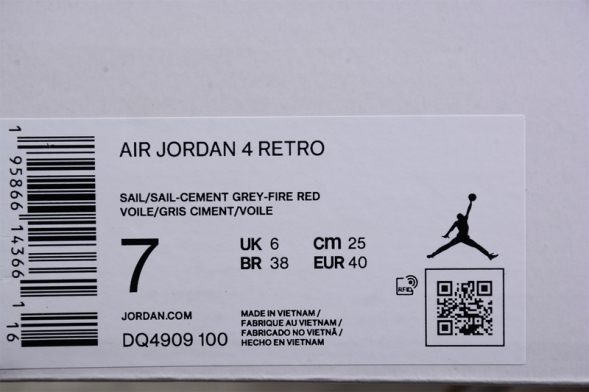 AIR JORDAN 4 RETRO
SAIL/SAIL-CEMENT GREY-FIRE RED
VOILE/GRIS CIMENT/VOILE
7
UK 6 cm 25
BR 38 EUR 40
RFID
JORDAN.COM
DQ4909 100
MADE IN VIETNAM /
FABRIQUE AU VIETNAM /
FABRICADO NO VIETNÃ /
HECHO EN VIETNAM
1 95866 14366 1 16